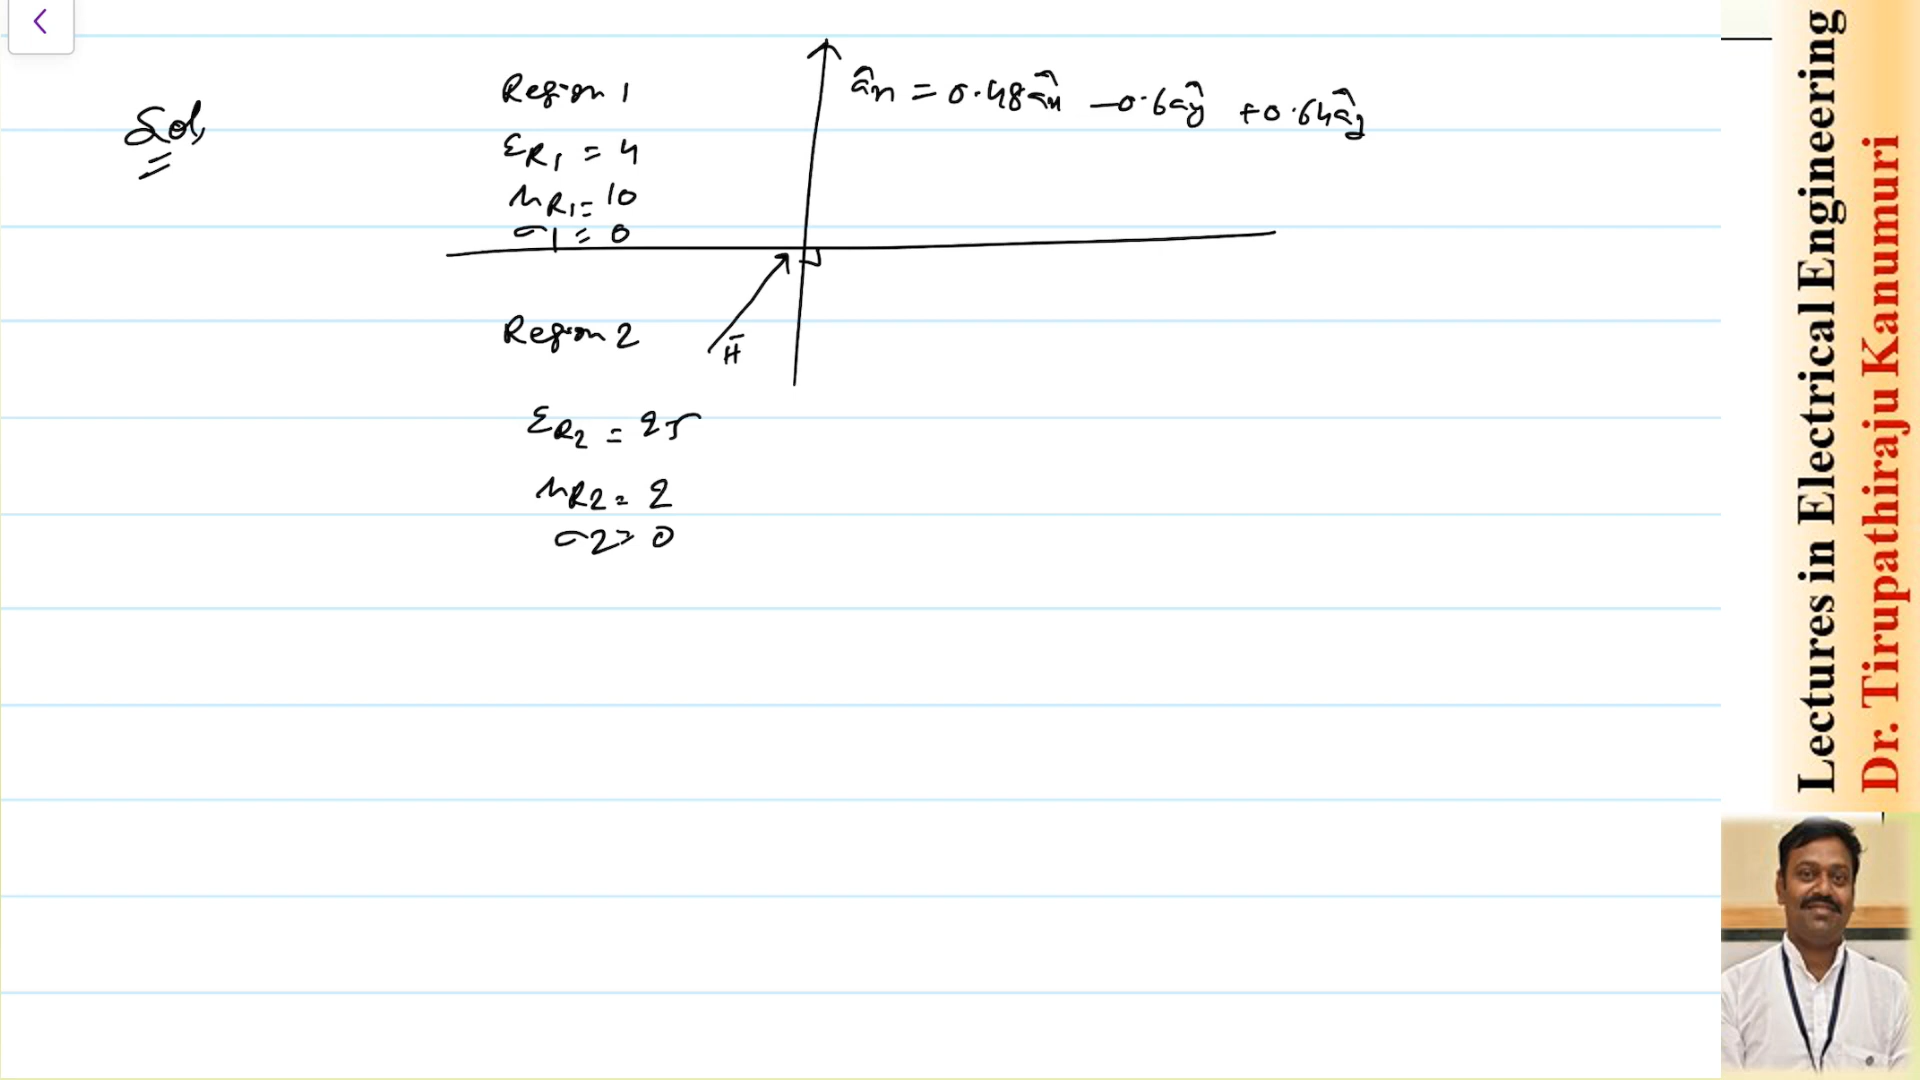 Sol,
Region 1
εR1 = 4
μR1 = 10
σ1 = 0
ân = 0.48âx - 0.6ây + 0.64âz
H̄
Region 2
εR2 = 25
μR2 = 2
σ2 = 0
Lectures in Electrical Engineering
Dr. Tirupathiraju Kanumuri